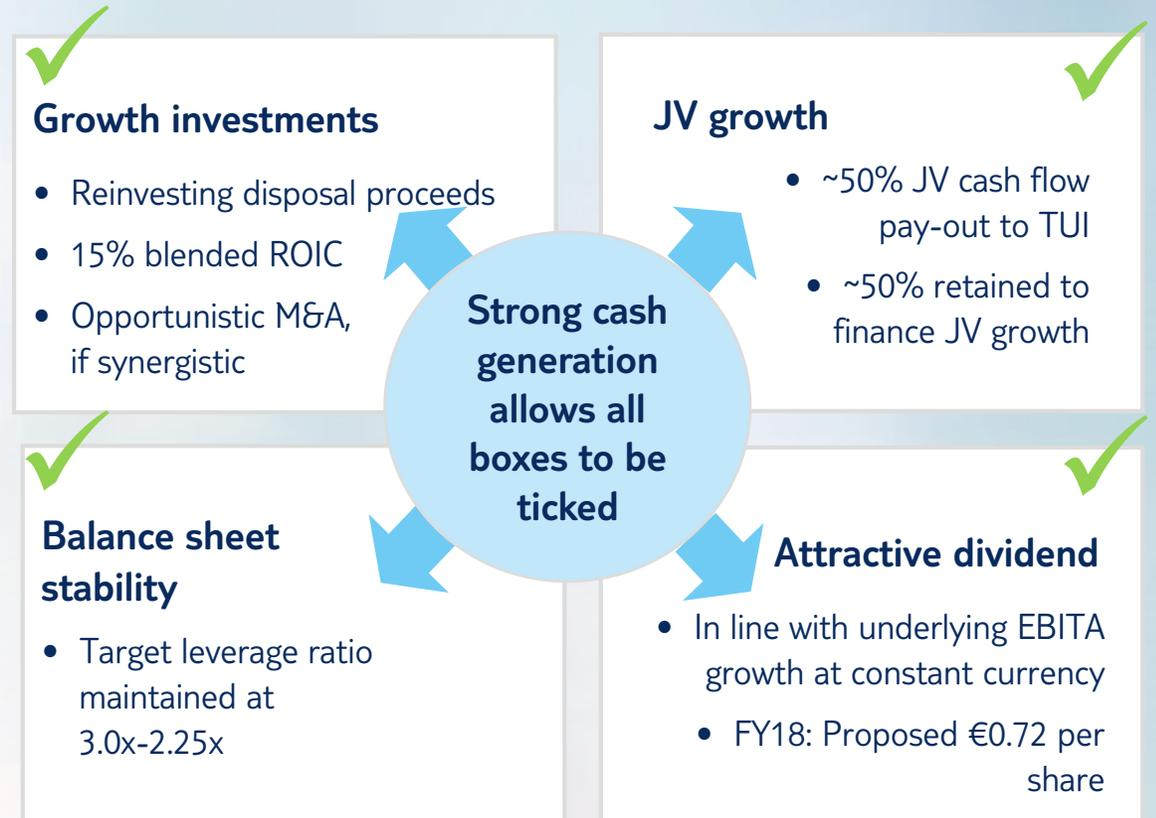 Growth investments
• Reinvesting disposal proceeds
• 15% blended ROIC
• Opportunistic M&A,
if synergistic
JV growth
• ~50% JV cash flow
pay-out to TUI
• ~50% retained to
finance JV growth
Strong cash
generation
allows all
boxes to be
ticked
Balance sheet
stability
• Target leverage ratio
maintained at
3.0x-2.25x
Attractive dividend
• In line with underlying EBITA
growth at constant currency
• FY18: Proposed €0.72 per
share